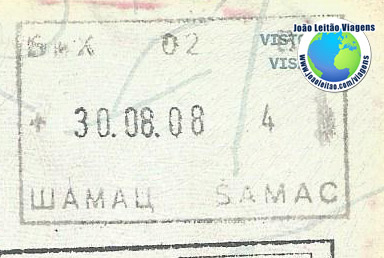 БиХ 02
30.08.08 4
ШАМАЦ ŠAMAC
João Leitão Viagens
www.joaoleitao.com/viagens